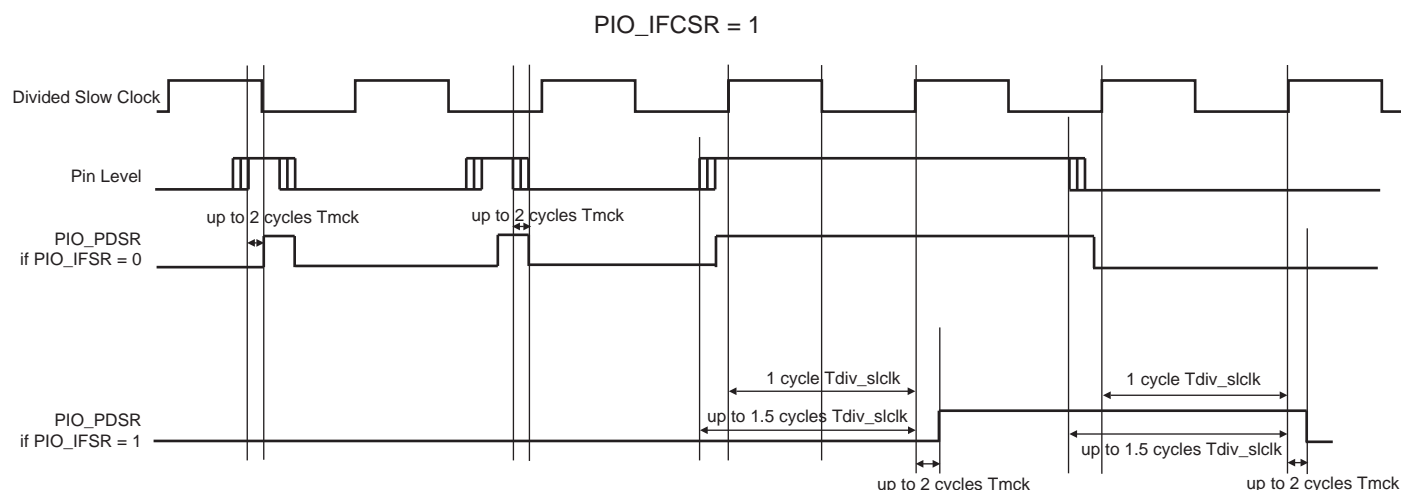 PIO_IFCSR = 1
Divided Slow Clock
Pin Level
up to 2 cycles Tmck
up to 2 cycles Tmck
PIO_PDSR
if PIO_IFSR = 0
1 cycle Tdiv_slclk
1 cycle Tdiv_slclk
up to 1.5 cycles Tdiv_slclk
PIO_PDSR
if PIO_IFSR = 1
up to 1.5 cycles Tdiv_slclk
up to 2 cycles Tmck
up to 2 cycles Tmck